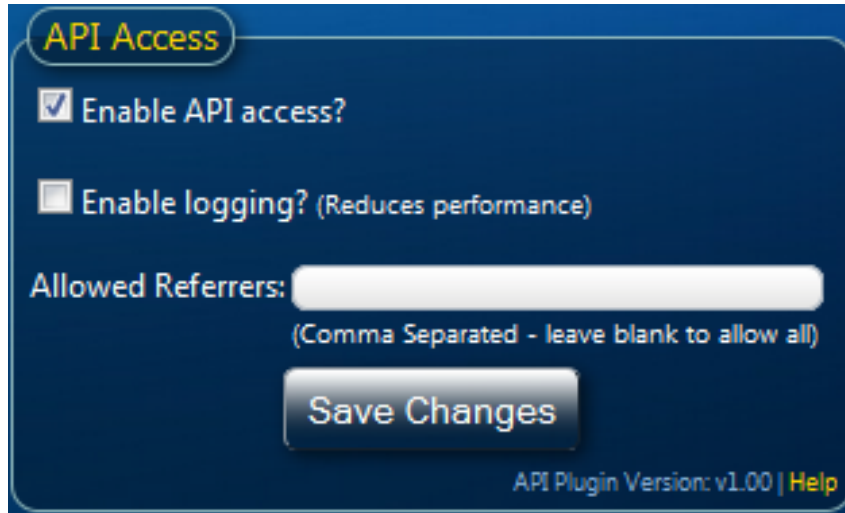 API Access
Enable API access?
Enable logging? (Reduces performance)
Allowed Referrers:
(Comma Separated - leave blank to allow all)
Save Changes
API Plugin Version: v1.00 | Help